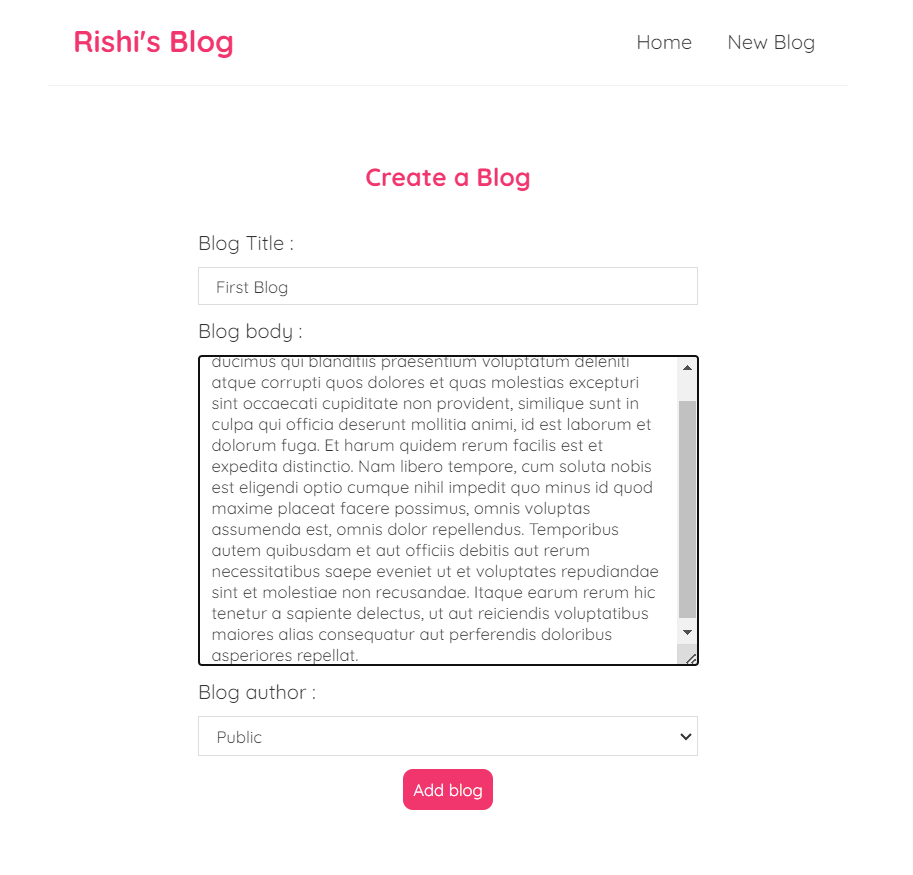 Rishi's Blog
Home New Blog
Create a Blog
Blog Title :
First Blog
Blog body :
ducimus qui blanditiis praesentium voluptatum deleniti
atque corrupti quos dolores et quas molestias excepturi
sint occaecati cupiditate non provident, similique sunt in
culpa qui officia deserunt mollitia animi, id est laborum et
dolorum fuga. Et harum quidem rerum facilis est et
expedita distinctio. Nam libero tempore, cum soluta nobis
est eligendi optio cumque nihil impedit quo minus id quod
maxime placeat facere possimus, omnis voluptas
assumenda est, omnis dolor repellendus. Temporibus
autem quibusdam et aut officiis debitis aut rerum
necessitatibus saepe eveniet ut et voluptates repudiandae
sint et molestiae non recusandae. Itaque earum rerum hic
tenetur a sapiente delectus, ut aut reiciendis voluptatibus
maiores alias consequatur aut perferendis doloribus
asperiores repellat.
Blog author :
Public
Add blog